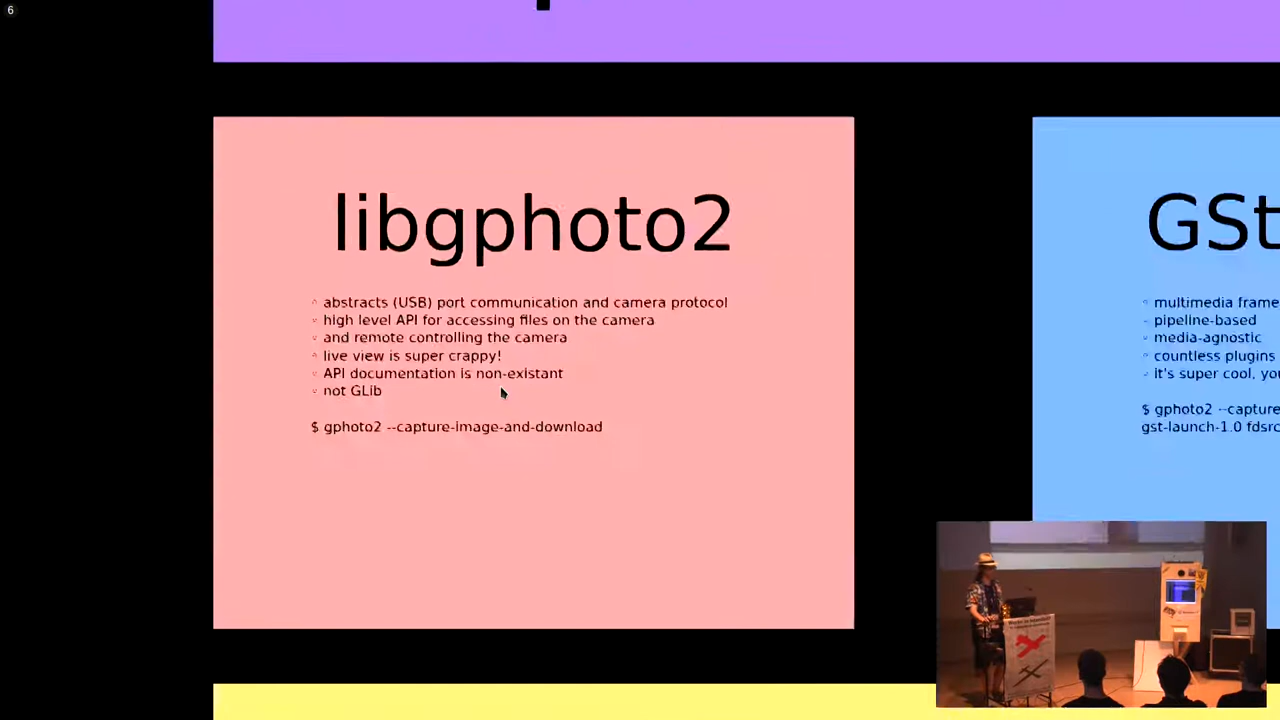 6
libgphoto2
◦ abstracts (USB) port communication and camera protocol
◦ high level API for accessing files on the camera
◦ and remote controlling the camera
◦ live view is super crappy!
◦ API documentation is non-existant
◦ not GLib
$ gphoto2 --capture-image-and-download
GSt
◦ multimedia frame
◦ pipeline-based
◦ media-agnostic
◦ countless plugins
◦ it's super cool, yo
$ gphoto2 --capture
gst-launch-1.0 fdsrc